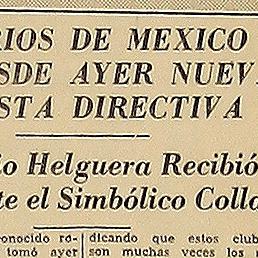 RIOS DE MEXICO
SDE AYER NUEV
STA DIRECTIVA
io Helguera Recibió
te el Simbólico Colla
onocido ro-
tomó ayer
dicando que estos club
son muchas veces los